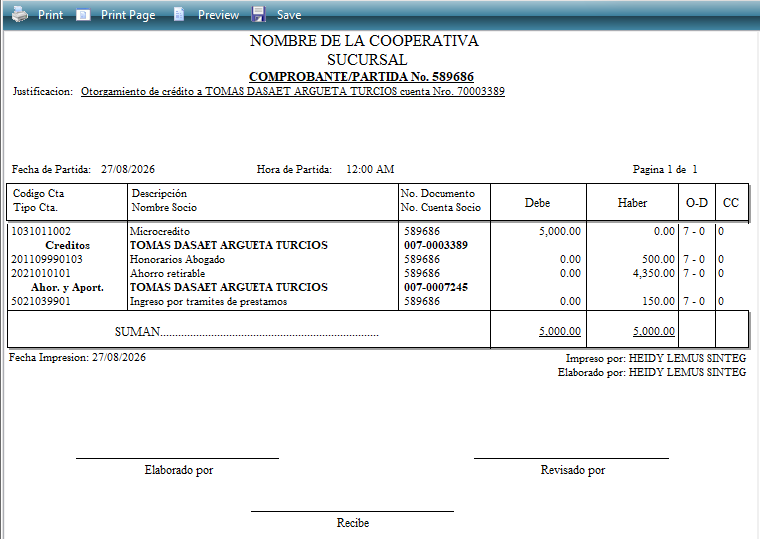 Print Print Page Preview Save
NOMBRE DE LA COOPERATIVA
SUCURSAL
COMPROBANTE/PARTIDA No. 589686
Justificacion: Otorgamiento de crédito a TOMAS DASAET ARGUETA TURCIOS cuenta Nro. 70003389
Fecha de Partida: 27/08/2026 Hora de Partida: 12:00 AM Pagina 1 de 1
Codigo Cta Descripción No. Documento Debe Haber O-D CC
Tipo Cta. Nombre Socio No. Cuenta Socio
1031011002 Microcredito 589686 5,000.00 0.00 7 - 0 0
Creditos TOMAS DASAET ARGUETA TURCIOS 007-0003389
201109990103 Honorarios Abogado 589686 0.00 500.00 7 - 0 0
2021010101 Ahorro retirable 589686 0.00 4,350.00 7 - 0 0
Ahor. y Aport. TOMAS DASAET ARGUETA TURCIOS 007-0007245
5021039901 Ingreso por tramites de prestamos 589686 0.00 150.00 7 - 0 0
SUMAN......................................................................... 5,000.00 5,000.00
Fecha Impresion: 27/08/2026 Impreso por: HEIDY LEMUS SINTEG
Elaborado por: HEIDY LEMUS SINTEG
Elaborado por Revisado por
Recibe